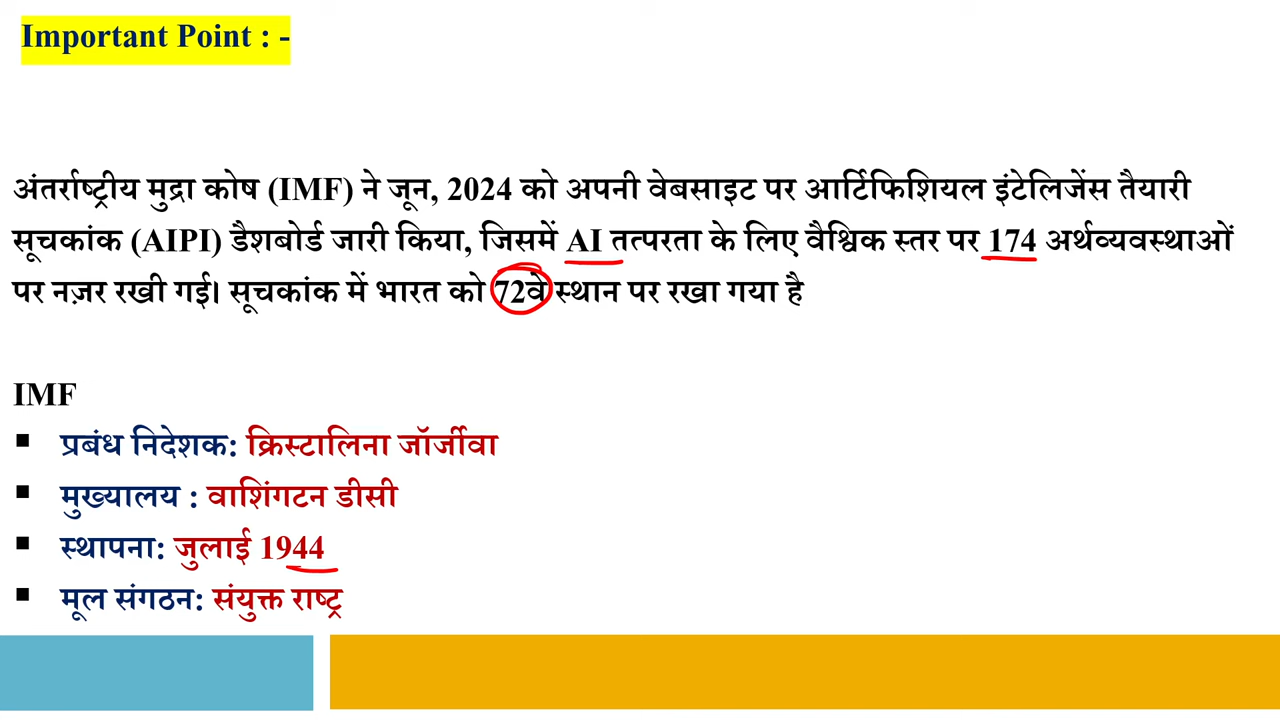 Important Point : -
अंतर्राष्ट्रीय मुद्रा कोष (IMF) ने जून, 2024 को अपनी वेबसाइट पर आर्टिफिशियल इंटेलिजेंस तैयारी
सूचकांक (AIPI) डैशबोर्ड जारी किया, जिसमें AI तत्परता के लिए वैश्विक स्तर पर 174 अर्थव्यवस्थाओं
पर नज़र रखी गई। सूचकांक में भारत को 72वे स्थान पर रखा गया है
IMF
▪ प्रबंध निदेशक: क्रिस्टालिना जॉर्जीवा
▪ मुख्यालय : वाशिंगटन डीसी
▪ स्थापना: जुलाई 1944
▪ मूल संगठन: संयुक्त राष्ट्र